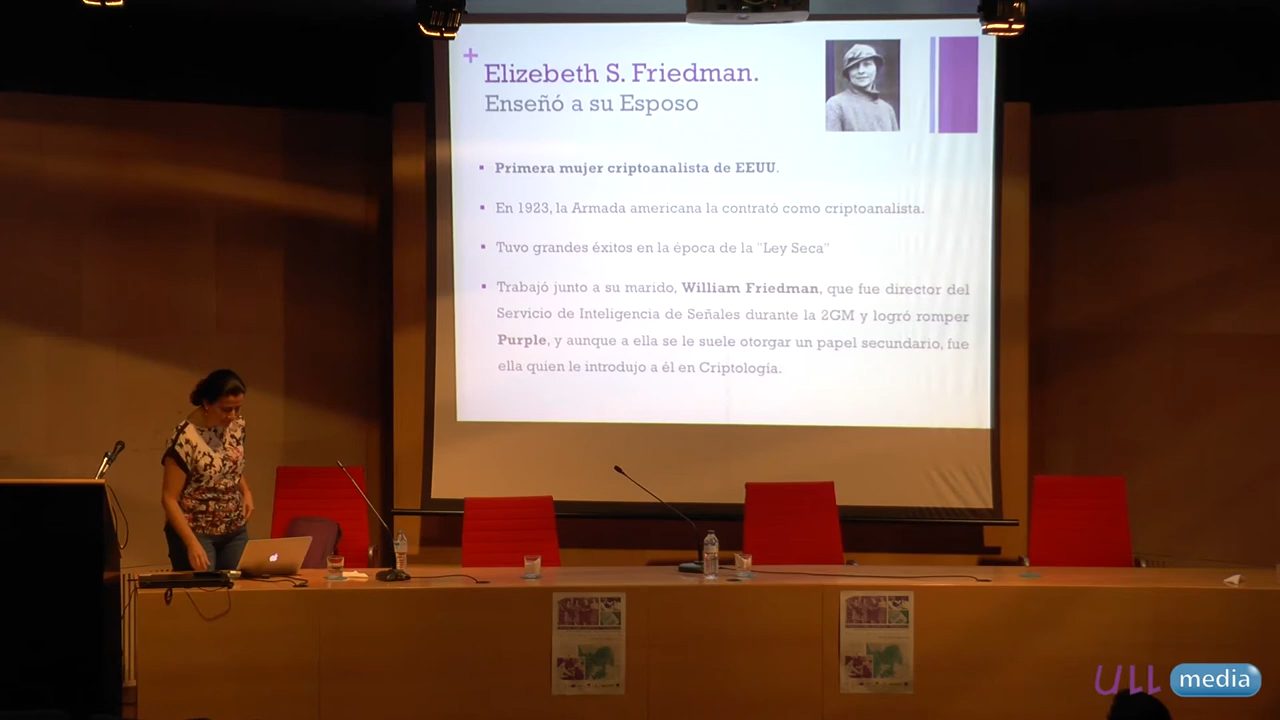 +
Elizebeth S. Friedman.
Enseñó a su Esposo
▪ Primera mujer criptoanalista de EEUU.
▪ En 1923, la Armada americana la contrató como criptoanalista.
▪ Tuvo grandes éxitos en la época de la "Ley Seca"
▪ Trabajó junto a su marido, William Friedman, que fue director del
Servicio de Inteligencia de Señales durante la 2GM y logró romper
Purple, y aunque a ella se le suele otorgar un papel secundario, fue
ella quien le introdujo a él en Criptología.
ULL media